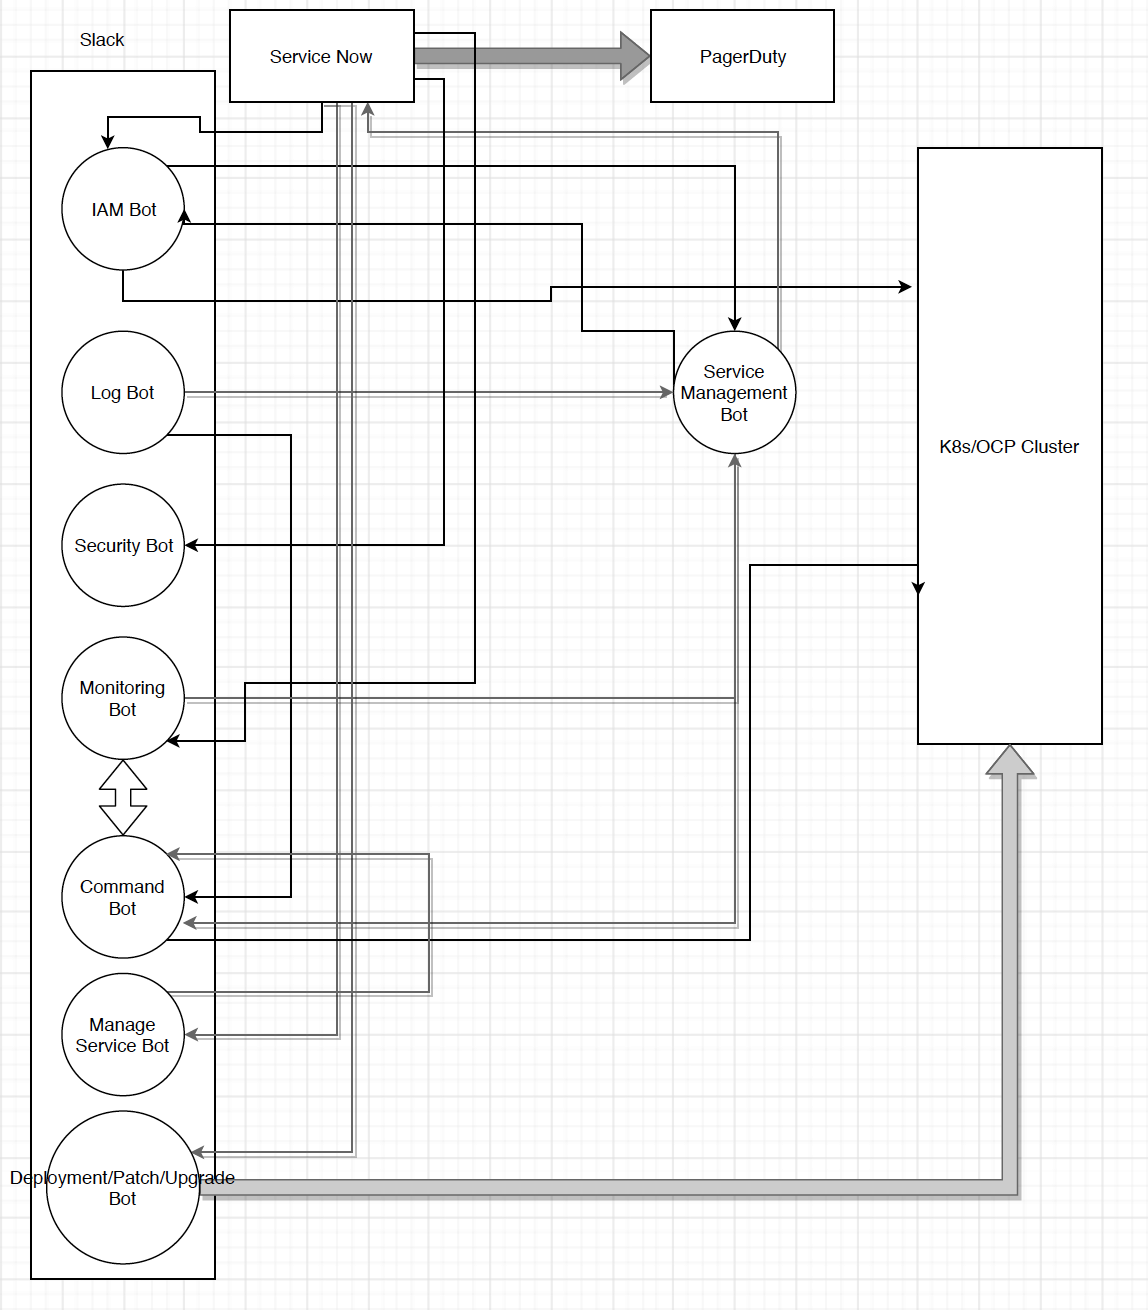 Slack
Service Now
PagerDuty
IAM Bot
Log Bot
Service
Management
Bot
K8s/OCP Cluster
Security Bot
Monitoring
Bot
Command
Bot
Manage
Service Bot
Deployment/Patch/Upgrade
Bot